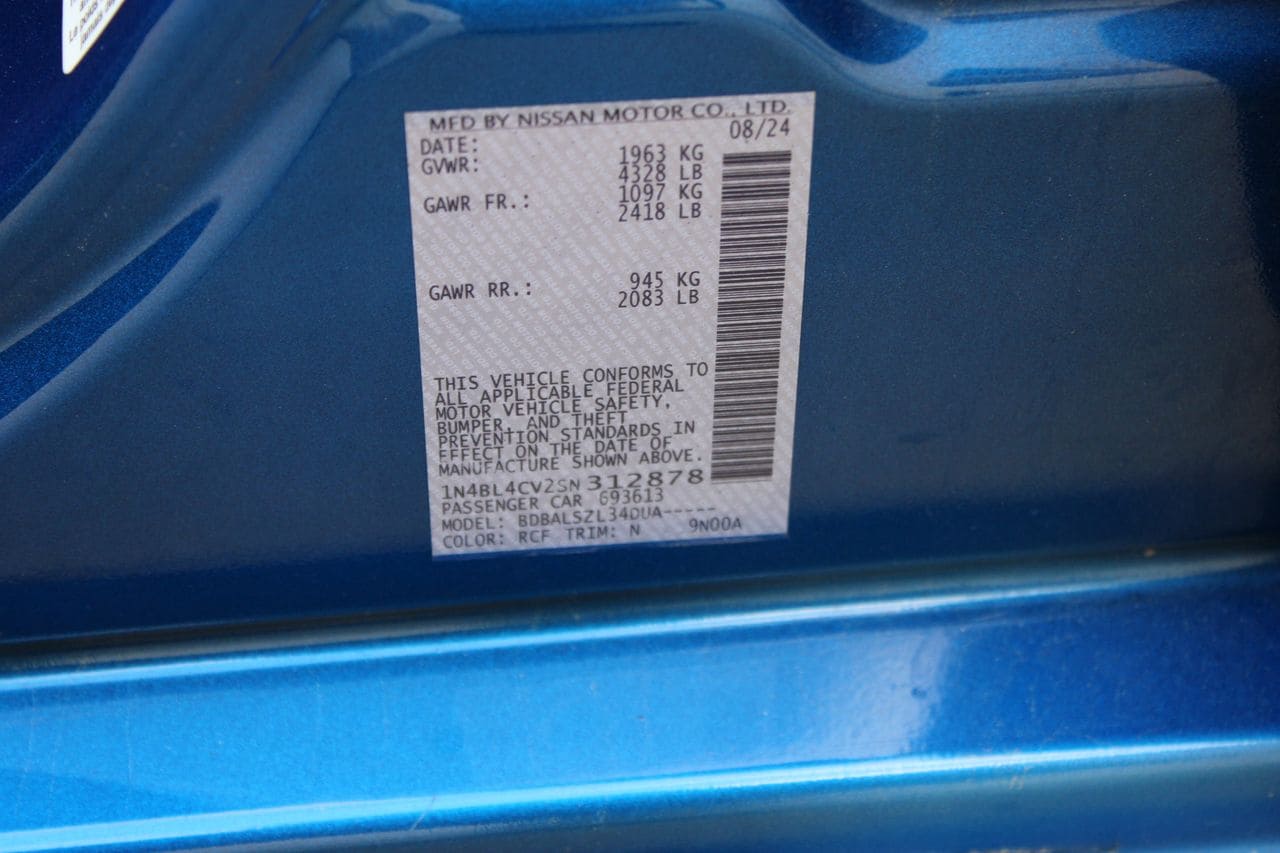 La polos
MFD BY NISSAN MOTOR CO., LTD.
DATE: 08/24
GVWR: 1963 KG
4328 LB
GAWR FR.: 1097 KG
2418 LB
GAWR RR.: 945 KG
2083 LB
THIS VEHICLE CONFORMS TO
ALL APPLICABLE FEDERAL
MOTOR VEHICLE SAFETY,
BUMPER, AND THEFT
PREVENTION STANDARDS IN
EFFECT ON THE DATE OF
MANUFACTURE SHOWN ABOVE.
1N4BL4CV2SN312878
PASSENGER CAR 693613
MODEL: BDBALSZL34DUA-----
COLOR: RCF TRIM: N 9N00A